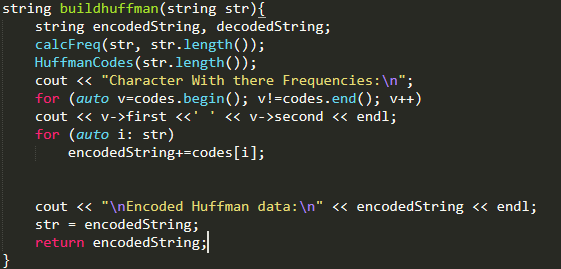 string buildhuffman(string str){
string encodedString, decodedString;
calcFreq(str, str.length());
HuffmanCodes(str.length());
cout << "Character With there Frequencies:\n";
for (auto v=codes.begin(); v!=codes.end(); v++)
cout << v->first <<' ' << v->second << endl;
for (auto i: str)
encodedString+=codes[i];
cout << "\nEncoded Huffman data:\n" << encodedString << endl;
str = encodedString;
return encodedString;
}